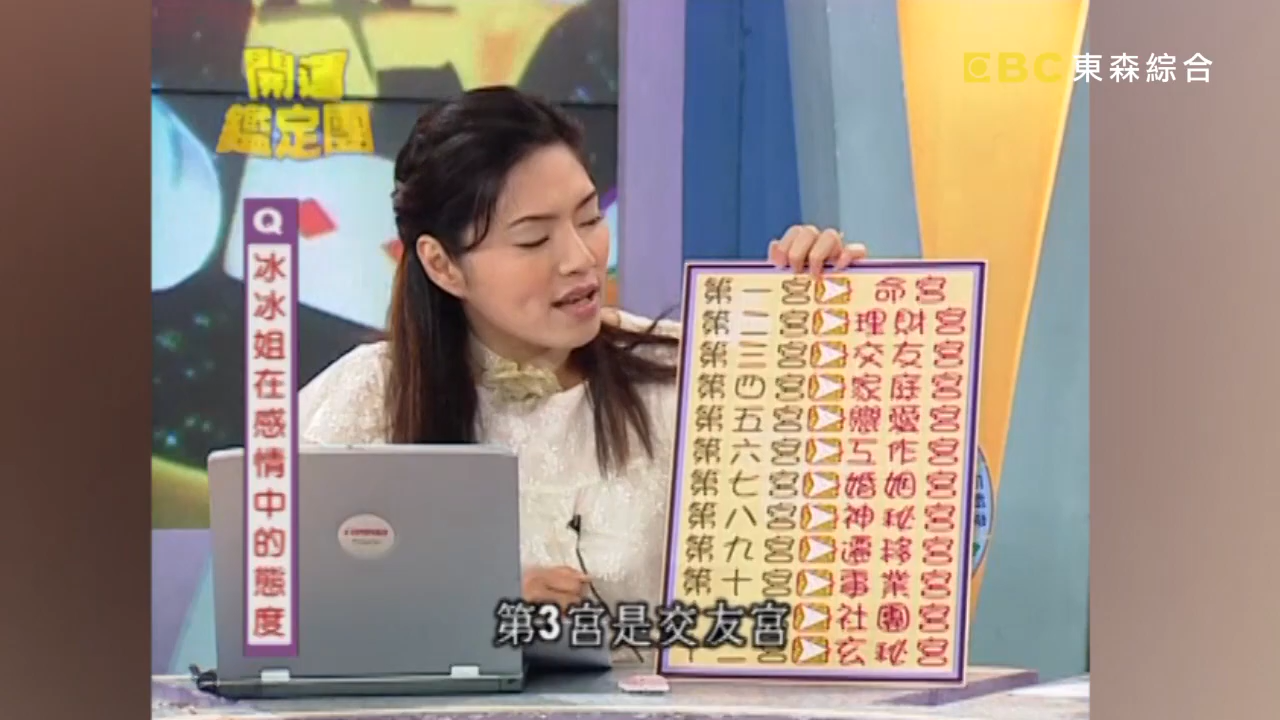 開運
鑑定團
EBC東森綜合
Q
冰冰姐在感情中的態度
第一宮 命宮
第二宮 理財宮
第三宮 交友宮
第四宮 家庭宮
第五宮 戀愛宮
第六宮 工作宮
第七宮 婚姻宮
第八宮 神秘宮
第九宮 遷移宮
第十宮 事業宮
社團宮
十二宮 玄秘宮
第3宮是交友宮